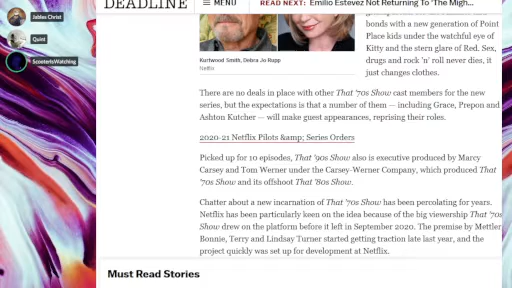 DEADLINE
MENU
READ NEXT: Emilio Estevez Not Returning To 'The Migh...
Jables Christ
Quint
ScooterIsWatching
bonds with a new generation of Point
Place kids under the watchful eye of
Kitty and the stern glare of Red. Sex,
drugs and rock 'n' roll never dies, it
just changes clothes.
Kurtwood Smith, Debra Jo Rupp
Netflix
There are no deals in place with other That '70s Show cast members for the new
series, but the expectations is that a number of them — including Grace, Prepon and
Ashton Kutcher — will make guest appearances, reprising their roles.
2020-21 Netflix Pilots &amp; Series Orders
Picked up for 10 episodes, That '90s Show also is executive produced by Marcy
Carsey and Tom Werner under the Carsey-Werner Company, which produced That
'70s Show and its offshoot That '80s Show.
Chatter about a new incarnation of That '70s Show has been percolating for years.
Netflix has been particularly keen on the idea because of the big viewership That '70s
Show drew on the platform before it left in September 2020. The premise by Mettler,
Bonnie, Terry and Lindsay Turner started getting traction late last year, and the
project quickly was set up for development at Netflix.
Must Read Stories